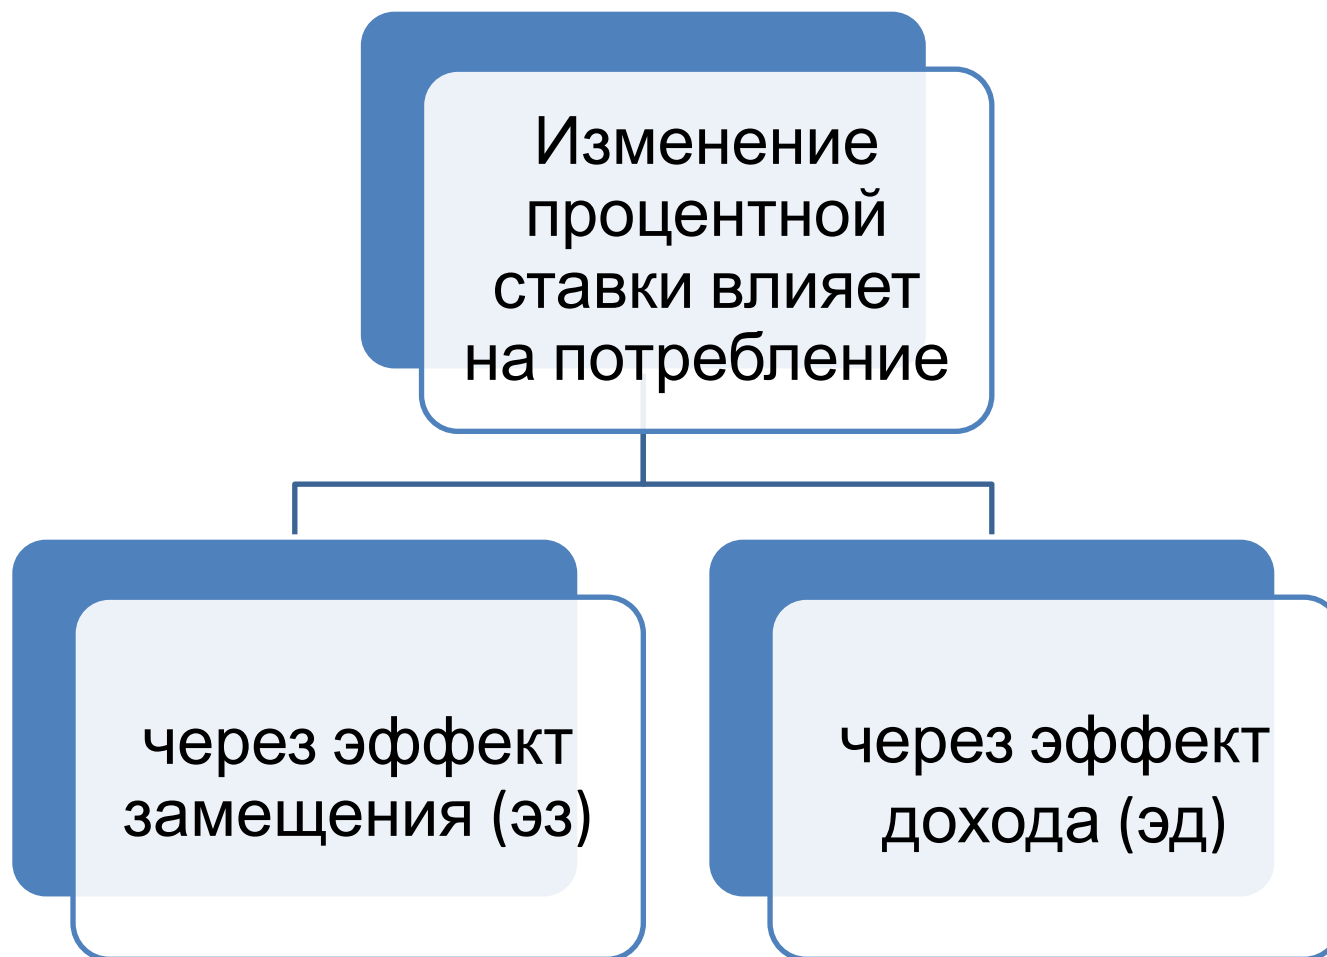 Изменение
процентной
ставки влияет
на потребление
через эффект
замещения (эз)
через эффект
дохода (эд)